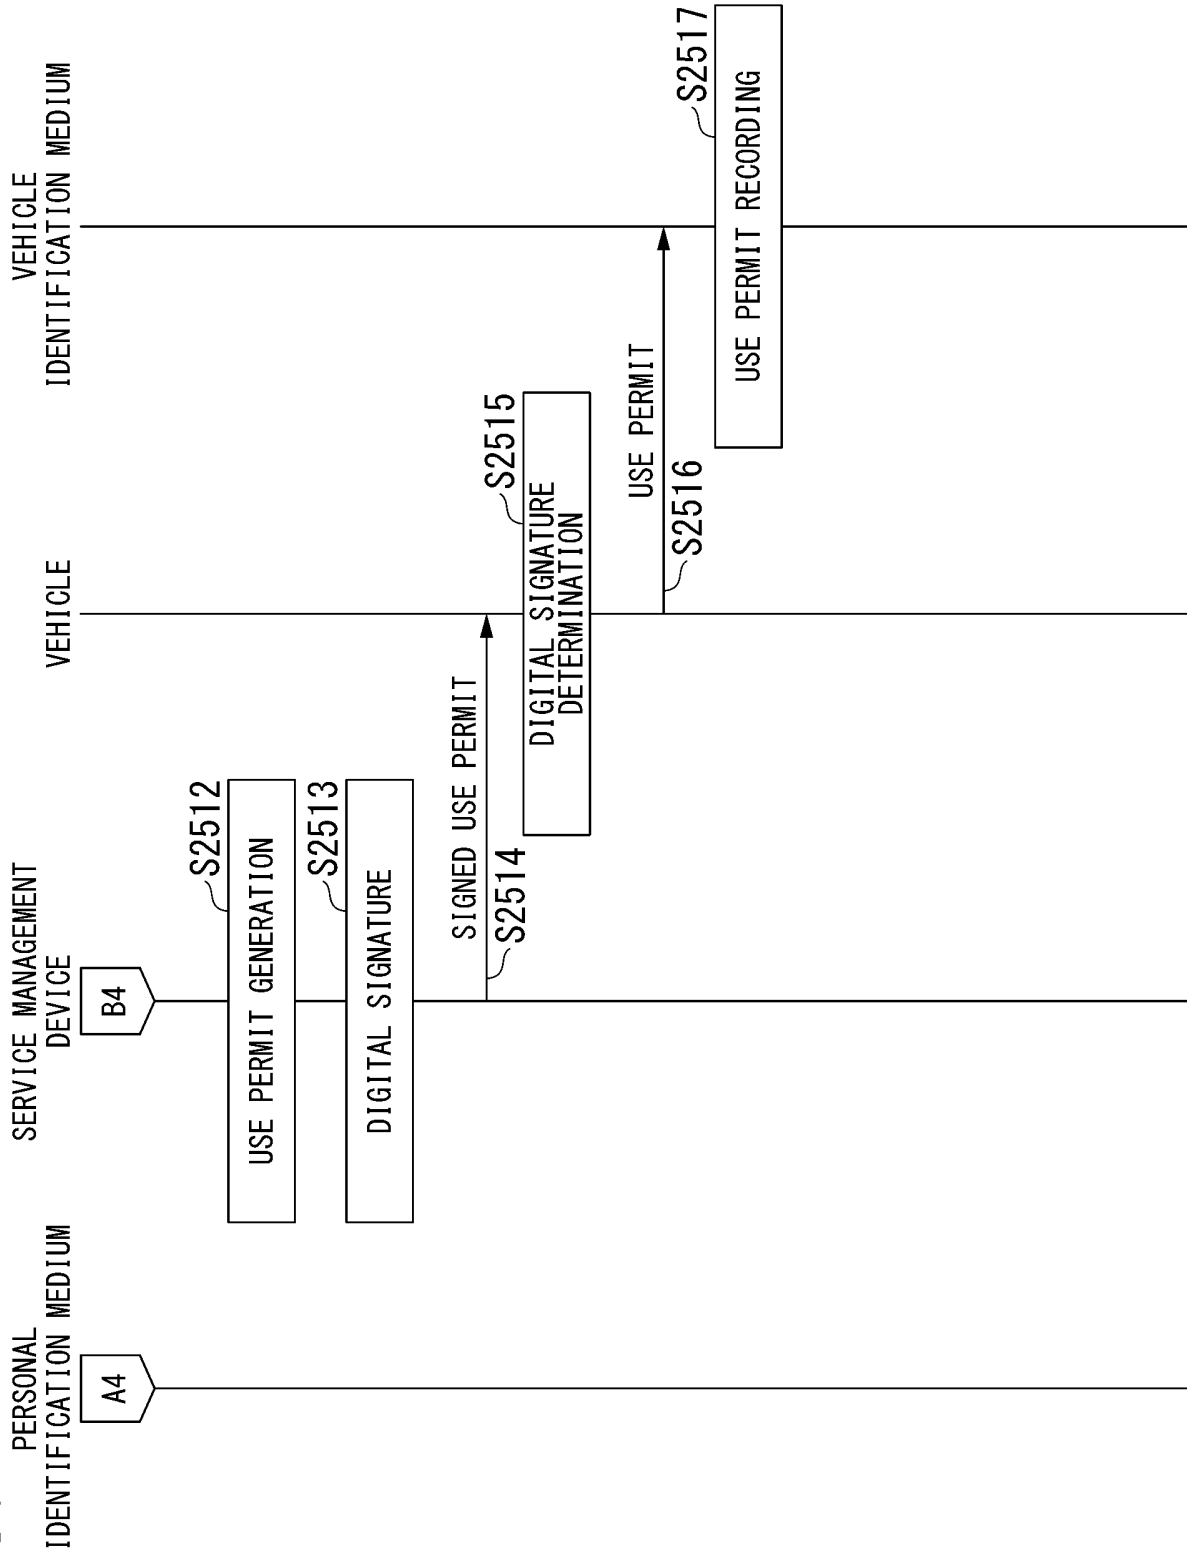 PERSONAL
IDENTIFICATION MEDIUM
SERVICE MANAGEMENT
DEVICE
VEHICLE
VEHICLE
IDENTIFICATION MEDIUM
A4
B4
S2512
USE PERMIT GENERATION
S2513
DIGITAL SIGNATURE
SIGNED USE PERMIT
S2514
S2515
DIGITAL SIGNATURE
DETERMINATION
USE PERMIT
S2516
S2517
USE PERMIT RECORDING